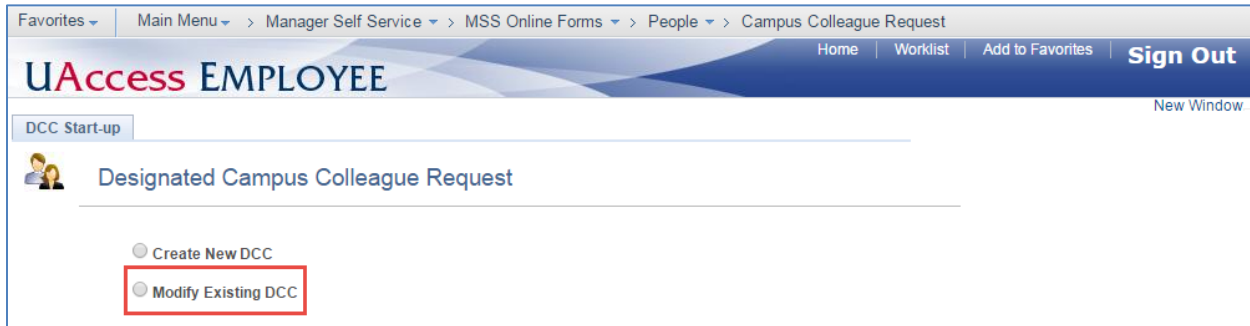 Favorites Main Menu > Manager Self Service > MSS Online Forms > People > Campus Colleague Request
Home | Worklist | Add to Favorites | Sign Out
UAccess EMPLOYEE
New Window
DCC Start-up
Designated Campus Colleague Request
Create New DCC
Modify Existing DCC